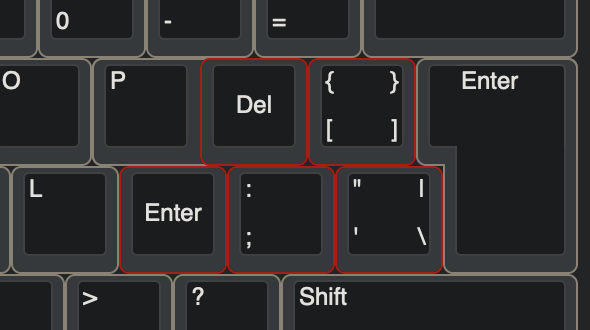 0 - =
O P Del { } Enter
[ ]
L Enter : " |
; ' \
> ? Shift